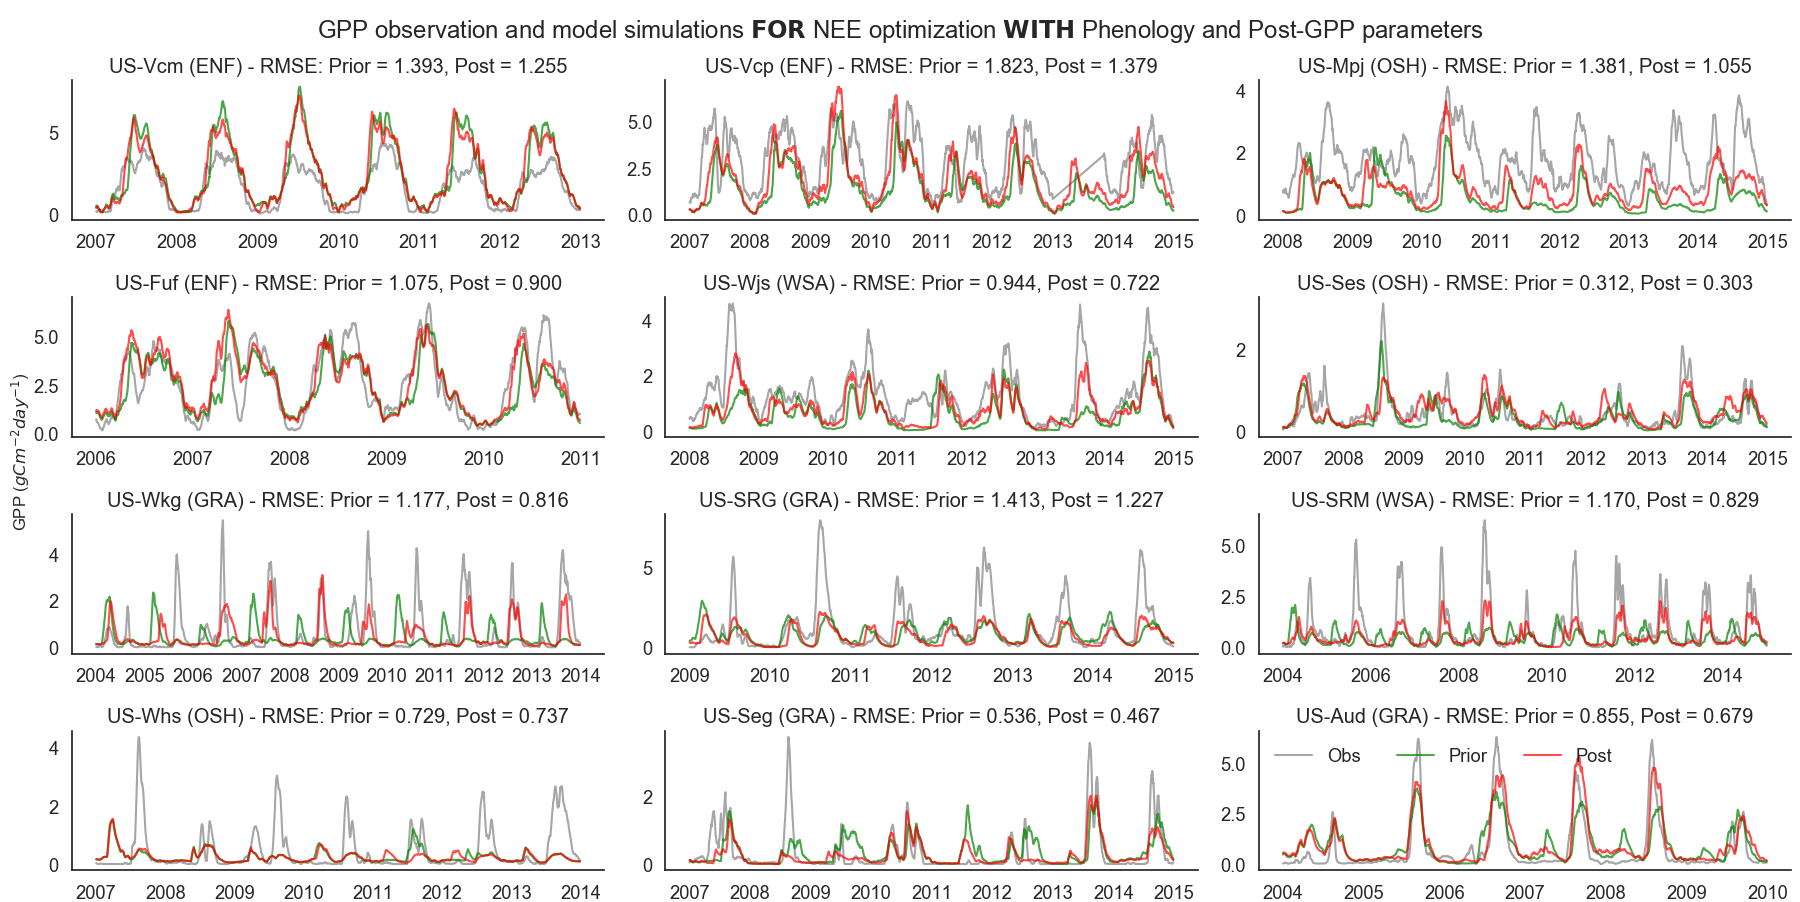 GPP observation and model simulations FOR NEE optimization WITH Phenology and Post-GPP parameters
GPP (gCm⁻²day⁻¹)
US-Vcm (ENF) - RMSE: Prior = 1.393, Post = 1.255
5
0
2007 2008 2009 2010 2011 2012 2013
US-Vcp (ENF) - RMSE: Prior = 1.823, Post = 1.379
5.0
2.5
0.0
2007 2008 2009 2010 2011 2012 2013 2014 2015
US-Mpj (OSH) - RMSE: Prior = 1.381, Post = 1.055
4
2
0
2008 2009 2010 2011 2012 2013 2014 2015
US-Fuf (ENF) - RMSE: Prior = 1.075, Post = 0.900
5.0
2.5
0.0
2006 2007 2008 2009 2010 2011
US-Wjs (WSA) - RMSE: Prior = 0.944, Post = 0.722
4
2
0
2008 2009 2010 2011 2012 2013 2014 2015
US-Ses (OSH) - RMSE: Prior = 0.312, Post = 0.303
2
0
2007 2008 2009 2010 2011 2012 2013 2014 2015
US-Wkg (GRA) - RMSE: Prior = 1.177, Post = 0.816
4
2
0
2004 2005 2006 2007 2008 2009 2010 2011 2012 2013 2014
US-SRG (GRA) - RMSE: Prior = 1.413, Post = 1.227
5
0
2009 2010 2011 2012 2013 2014 2015
US-SRM (WSA) - RMSE: Prior = 1.170, Post = 0.829
5.0
2.5
0.0
2004 2006 2008 2010 2012 2014
US-Whs (OSH) - RMSE: Prior = 0.729, Post = 0.737
4
2
0
2007 2008 2009 2010 2011 2012 2013 2014
US-Seg (GRA) - RMSE: Prior = 0.536, Post = 0.467
2
0
2007 2008 2009 2010 2011 2012 2013 2014 2015
US-Aud (GRA) - RMSE: Prior = 0.855, Post = 0.679
Obs Prior Post
5.0
2.5
0.0
2004 2005 2006 2007 2008 2009 2010